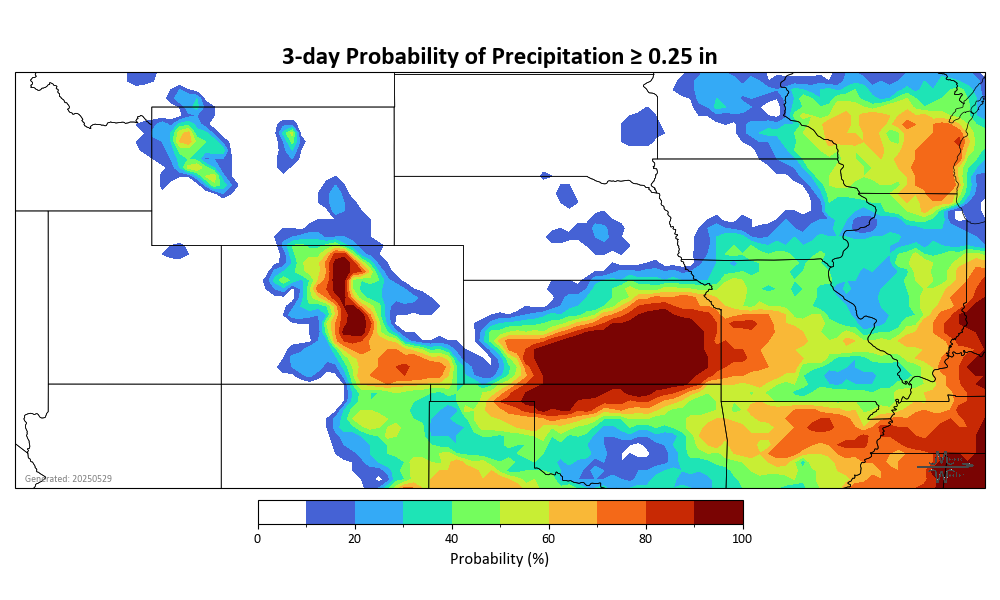 3-day Probability of Precipitation ≥ 0.25 in
Generated: 20250529
0 20 40 60 80 100
Probability (%)